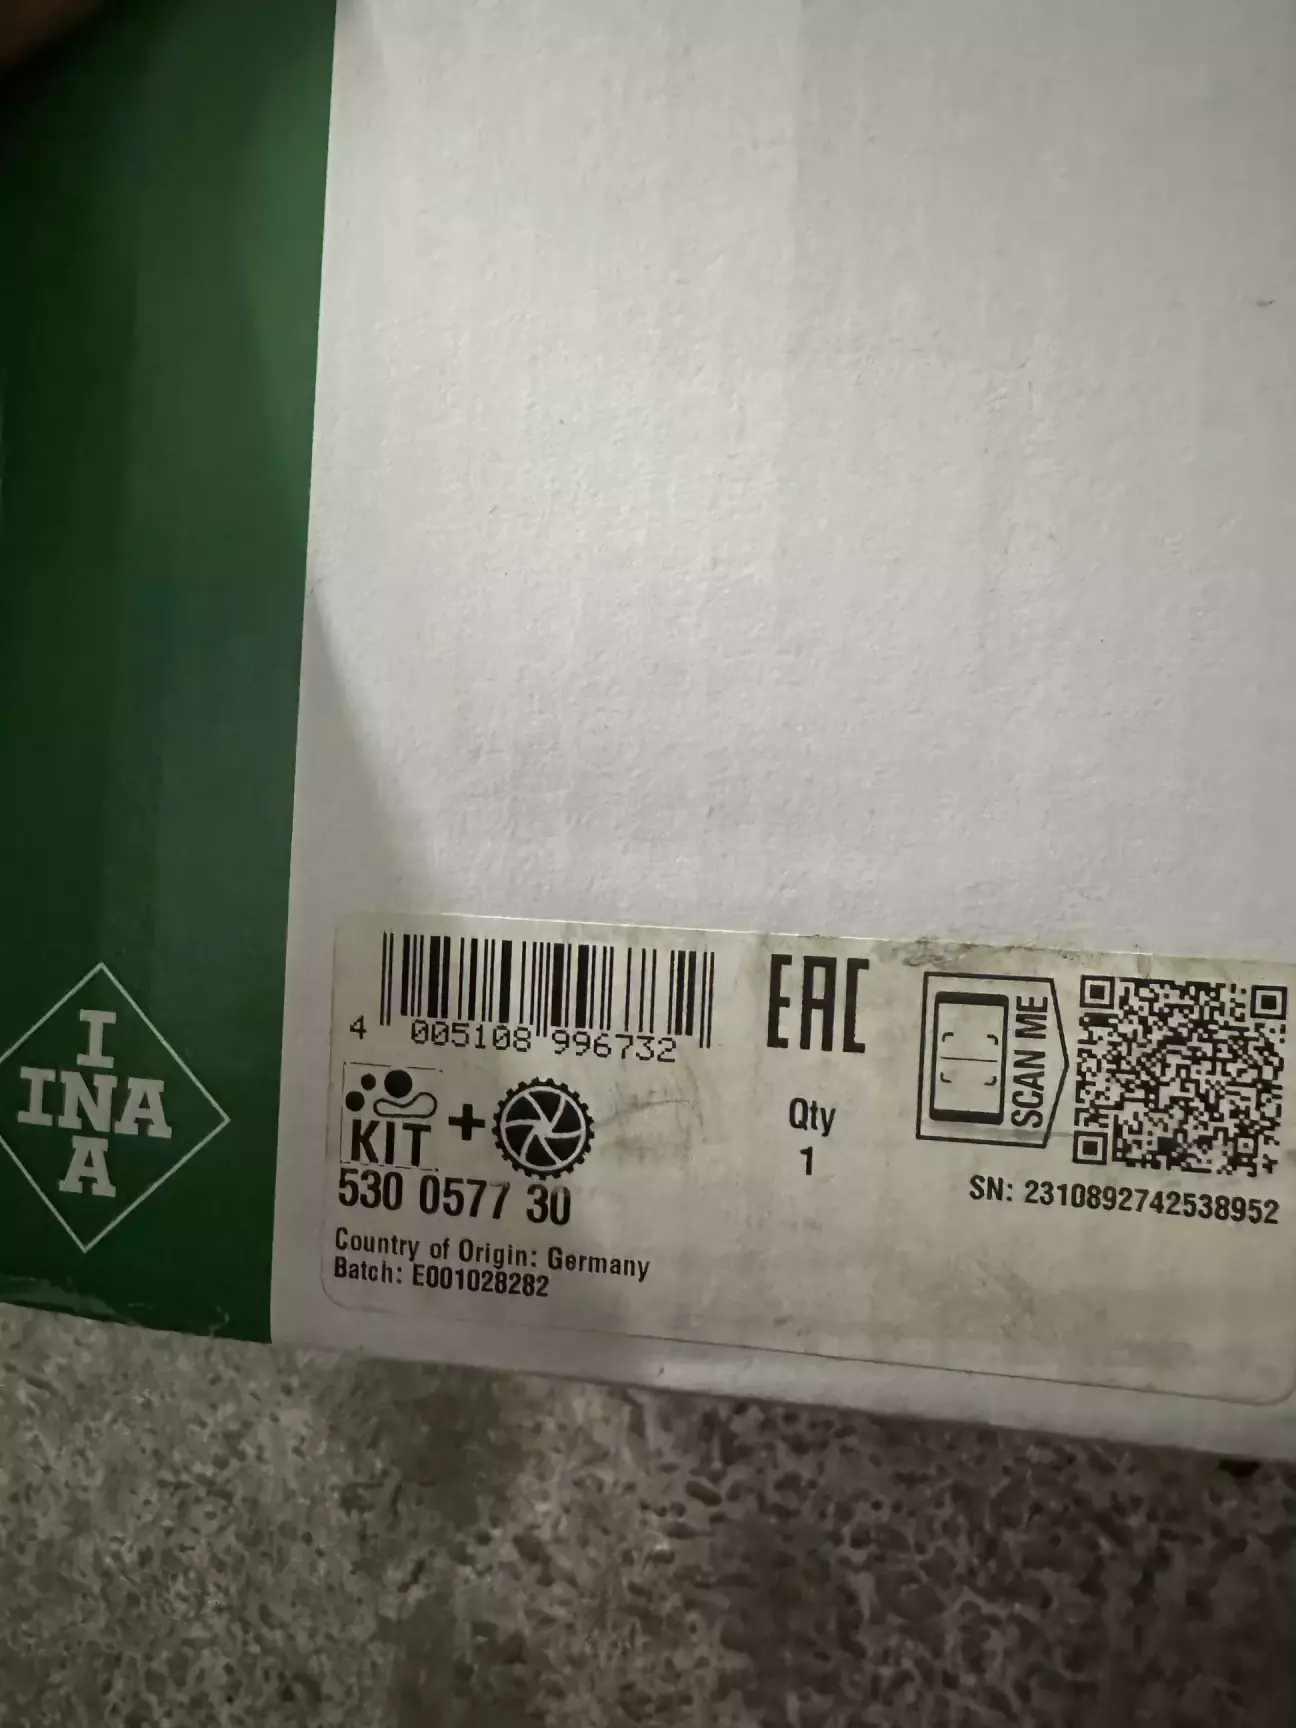 I
INA
A
4 005108 996732
EAC
SCAN ME
KIT +
Qty
1
530 0577 30
SN: 2310892742538952
Country of Origin: Germany
Batch: E001028282